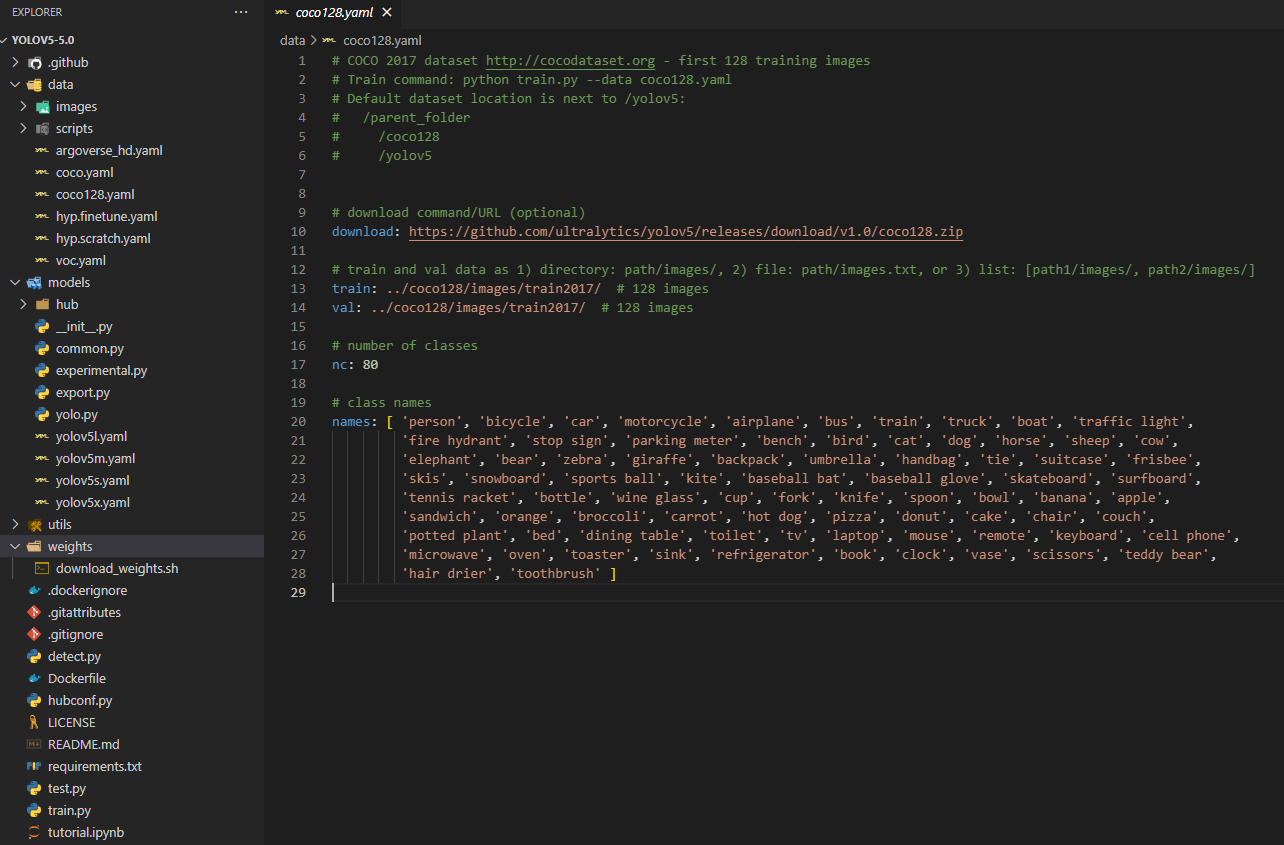 EXPLORER
YOLOV5-5.0
.github
data
images
scripts
argoverse_hd.yaml
coco.yaml
coco128.yaml
hyp.finetune.yaml
hyp.scratch.yaml
voc.yaml
models
hub
__init__.py
common.py
experimental.py
export.py
yolo.py
yolov5l.yaml
yolov5m.yaml
yolov5s.yaml
yolov5x.yaml
utils
weights
download_weights.sh
.dockerignore
.gitattributes
.gitignore
detect.py
Dockerfile
hubconf.py
LICENSE
README.md
requirements.txt
test.py
train.py
tutorial.ipynb
coco128.yaml
data > coco128.yaml
1 # COCO 2017 dataset http://cocodataset.org - first 128 training images
2 # Train command: python train.py --data coco128.yaml
3 # Default dataset location is next to /yolov5:
4 #   /parent_folder
5 #     /coco128
6 #     /yolov5
7
8
9 # download command/URL (optional)
10 download: https://github.com/ultralytics/yolov5/releases/download/v1.0/coco128.zip
11
12 # train and val data as 1) directory: path/images/, 2) file: path/images.txt, or 3) list: [path1/images/, path2/images/]
13 train: ../coco128/images/train2017/  # 128 images
14 val: ../coco128/images/train2017/  # 128 images
15
16 # number of classes
17 nc: 80
18
19 # class names
20 names: [ 'person', 'bicycle', 'car', 'motorcycle', 'airplane', 'bus', 'train', 'truck', 'boat', 'traffic light',
21 'fire hydrant', 'stop sign', 'parking meter', 'bench', 'bird', 'cat', 'dog', 'horse', 'sheep', 'cow',
22 'elephant', 'bear', 'zebra', 'giraffe', 'backpack', 'umbrella', 'handbag', 'tie', 'suitcase', 'frisbee',
23 'skis', 'snowboard', 'sports ball', 'kite', 'baseball bat', 'baseball glove', 'skateboard', 'surfboard',
24 'tennis racket', 'bottle', 'wine glass', 'cup', 'fork', 'knife', 'spoon', 'bowl', 'banana', 'apple',
25 'sandwich', 'orange', 'broccoli', 'carrot', 'hot dog', 'pizza', 'donut', 'cake', 'chair', 'couch',
26 'potted plant', 'bed', 'dining table', 'toilet', 'tv', 'laptop', 'mouse', 'remote', 'keyboard', 'cell phone',
27 'microwave', 'oven', 'toaster', 'sink', 'refrigerator', 'book', 'clock', 'vase', 'scissors', 'teddy bear',
28 'hair drier', 'toothbrush' ]
29